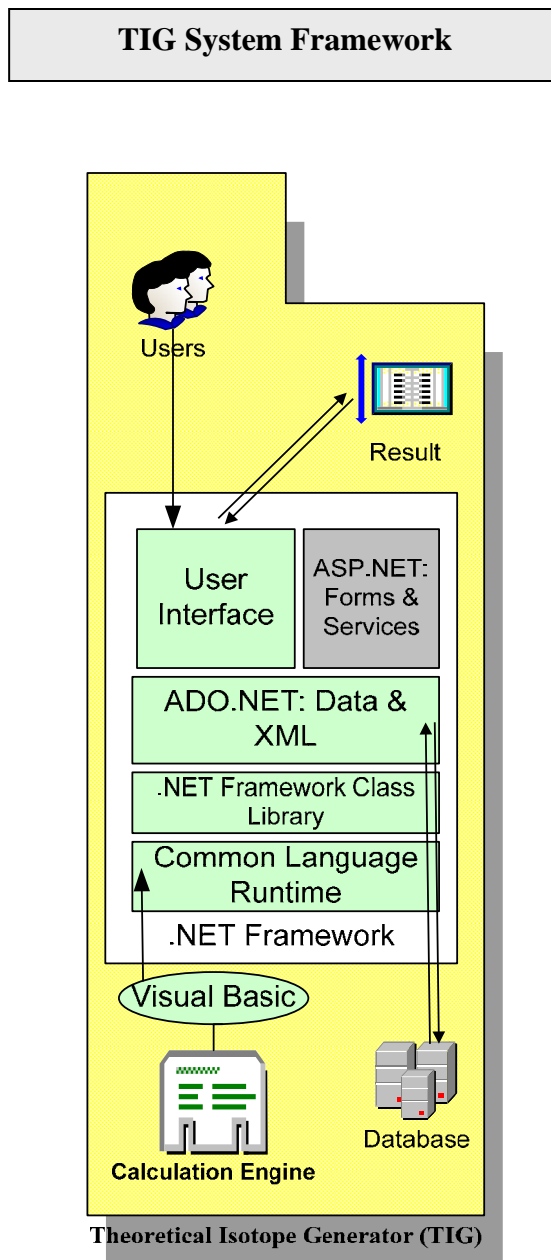 TIG System Framework
Users
Result
User
Interface
ASP.NET:
Forms &
Services
ADO.NET: Data &
XML
.NET Framework Class
Library
Common Language
Runtime
.NET Framework
Visual Basic
Calculation Engine
Database
Theoretical Isotope Generator (TIG)